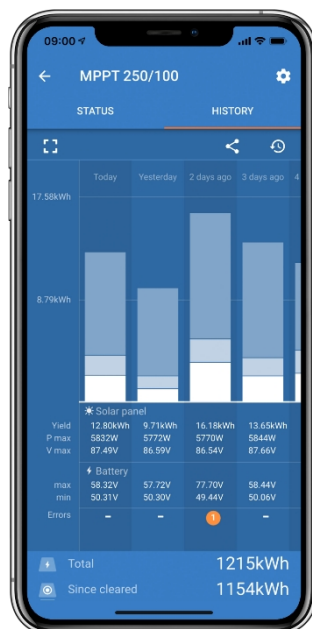 09:00
MPPT 250/100
STATUS HISTORY
Today Yesterday 2 days ago 3 days ago 4
17.58kWh
8.79kWh
Solar panel
Yield 12.80kWh 9.71kWh 16.18kWh 13.65kWh
P max 5832W 5772W 5770W 5844W
V max 87.49V 86.59V 86.54V 87.66V
Battery
max 58.32V 57.72V 77.70V 58.44V
min 50.31V 50.30V 49.44V 50.06V
Errors – – 1 –
Total 1215kWh
Since cleared 1154kWh